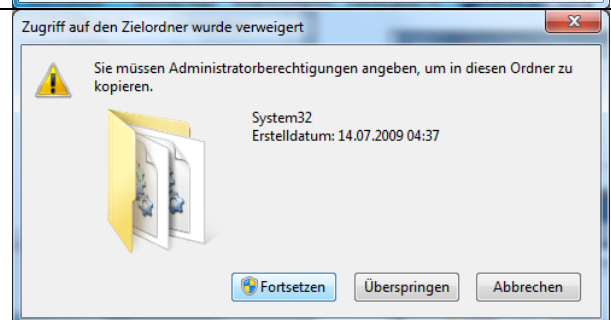 Zugriff auf den Zielordner wurde verweigert
Sie müssen Administratorberechtigungen angeben, um in diesen Ordner zu
kopieren.
System32
Erstelldatum: 14.07.2009 04:37
Fortsetzen
Überspringen
Abbrechen